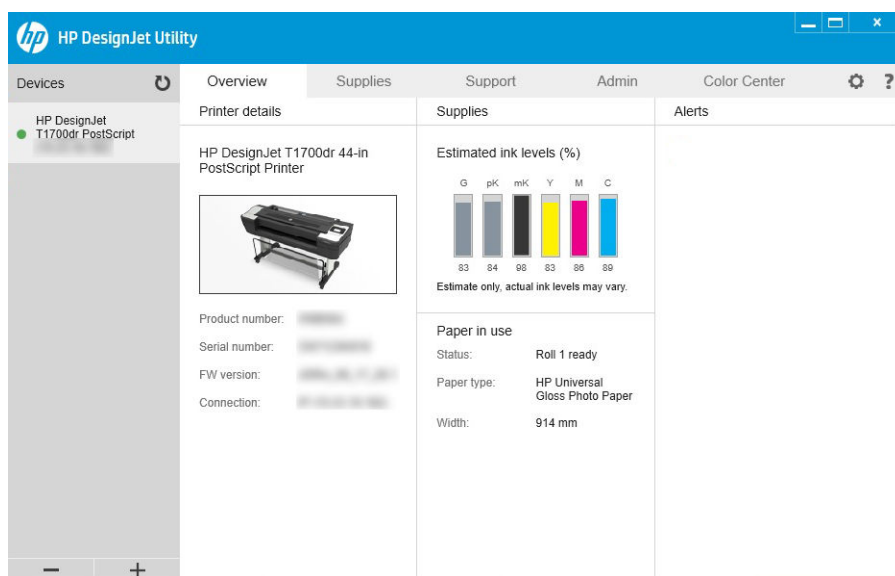 hp HP DesignJet Utility
Devices
HP DesignJet
T1700dr PostScript
Overview Supplies Support Admin Color Center ?
Printer details
HP DesignJet T1700dr 44-in
PostScript Printer
Product number:
Serial number:
FW version:
Connection:
Supplies
Estimated ink levels (%)
G pK mK Y M C
83 84 98 83 86 89
Estimate only, actual ink levels may vary.
Paper in use
Status: Roll 1 ready
Paper type: HP Universal
Gloss Photo Paper
Width: 914 mm
Alerts